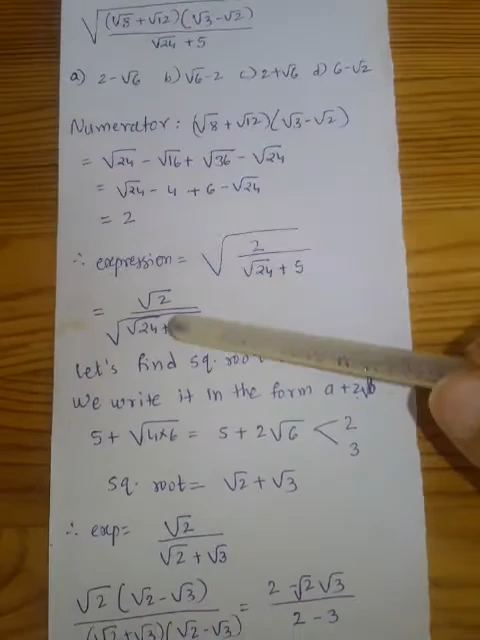 √((√8 + √12)(√3 − √2) / (√24 + 5))
a) 2 − √6 b) √6 − 2 c) 2 + √6 d) 6 − √2
Numerator : (√8 + √12)(√3 − √2)
= √24 − √16 + √36 − √24
= √24 − 4 + 6 − √24
= 2
∴ expression = √(2 / (√24 + 5))
= √2 / √(√24 +
Let's find sq. root
We write it in the form a + 2√b
5 + √4×6 = 5 + 2√6 < 2 3
sq. root = √2 + √3
∴ exp = √2 / (√2 + √3)
√2 (√2 − √3) / (√2 + √3)(√2 − √3) = (2 − √2√3) / (2 − 3)